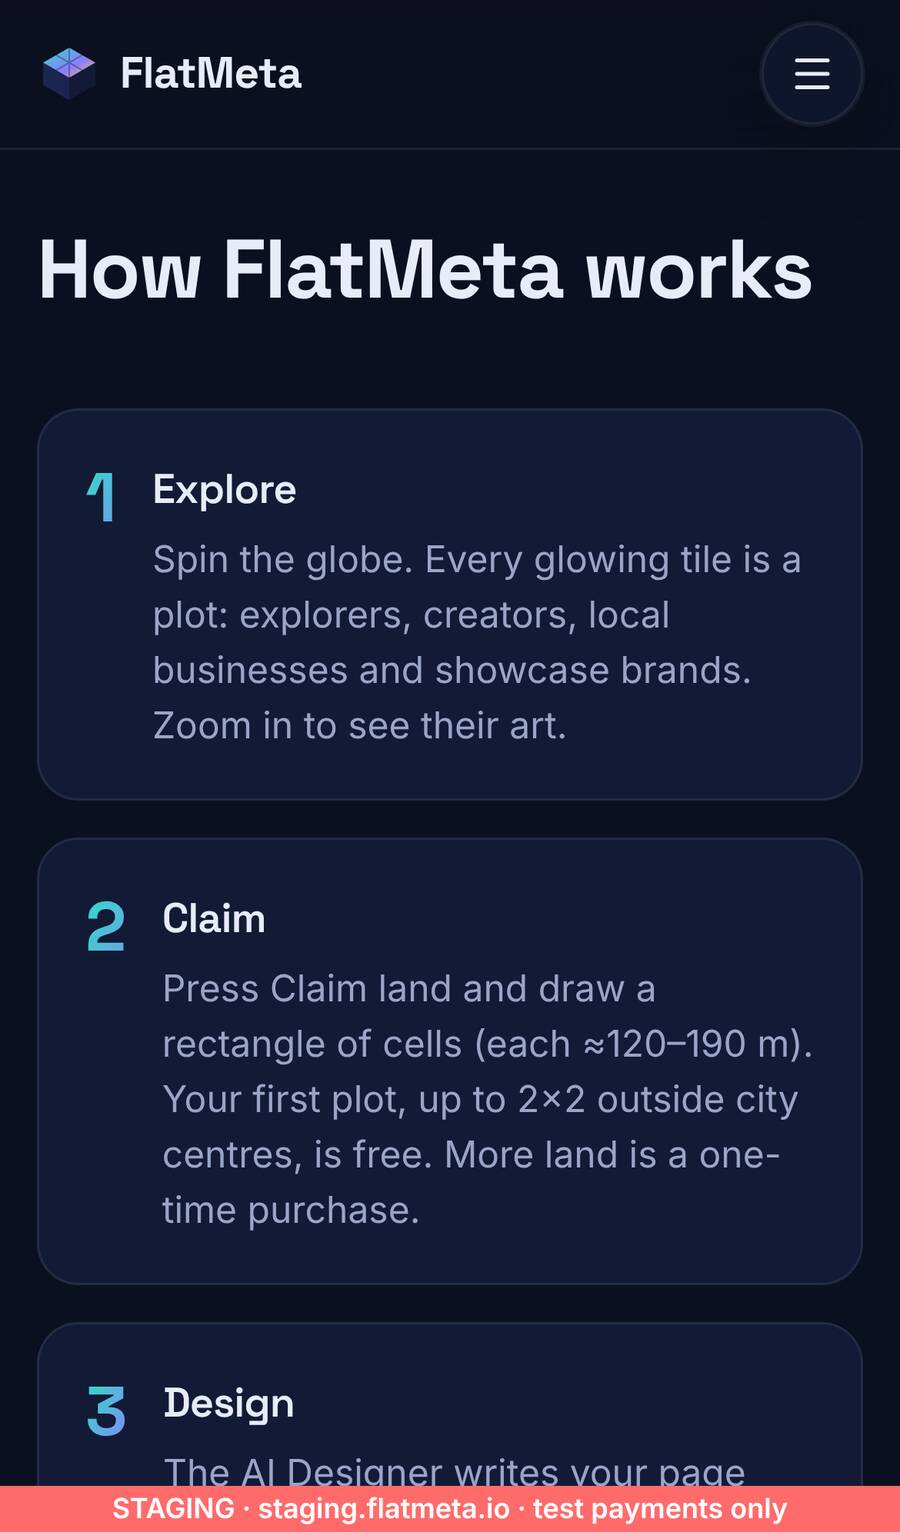 FlatMeta
How FlatMeta works
1
Explore
Spin the globe. Every glowing tile is a
plot: explorers, creators, local
businesses and showcase brands.
Zoom in to see their art.
2
Claim
Press Claim land and draw a
rectangle of cells (each ≈120–190 m).
Your first plot, up to 2×2 outside city
centres, is free. More land is a one-
time purchase.
3
Design
The AI Designer writes your page
STAGING · staging.flatmeta.io · test payments only